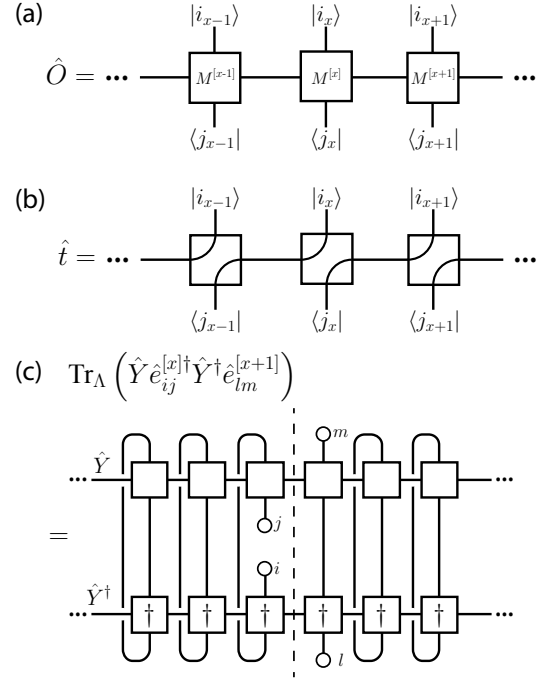 (a)
|i_{x−1}⟩ |i_x⟩ |i_{x+1}⟩
Ô = ••• M^{[x-1]} M^{[x]} M^{[x+1]} •••
⟨j_{x−1}| ⟨j_x| ⟨j_{x+1}|
(b)
|i_{x−1}⟩ |i_x⟩ |i_{x+1}⟩
t̂ = ••• •••
⟨j_{x−1}| ⟨j_x| ⟨j_{x+1}|
(c) Tr_Λ (Ŷ ê_{ij}^{[x]†} Ŷ† ê_{lm}^{[x+1]})
m
Ŷ
••• •••
j
=
i
Ŷ†
••• † † † † † † •••
l